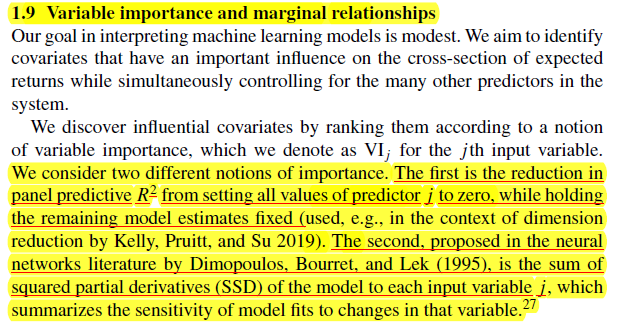 1.9 Variable importance and marginal relationships
Our goal in interpreting machine learning models is modest. We aim to identify
covariates that have an important influence on the cross-section of expected
returns while simultaneously controlling for the many other predictors in the
system.
We discover influential covariates by ranking them according to a notion
of variable importance, which we denote as VIj for the jth input variable.
We consider two different notions of importance. The first is the reduction in
panel predictive R² from setting all values of predictor j to zero, while holding
the remaining model estimates fixed (used, e.g., in the context of dimension
reduction by Kelly, Pruitt, and Su 2019). The second, proposed in the neural
networks literature by Dimopoulos, Bourret, and Lek (1995), is the sum of
squared partial derivatives (SSD) of the model to each input variable j, which
summarizes the sensitivity of model fits to changes in that variable.27